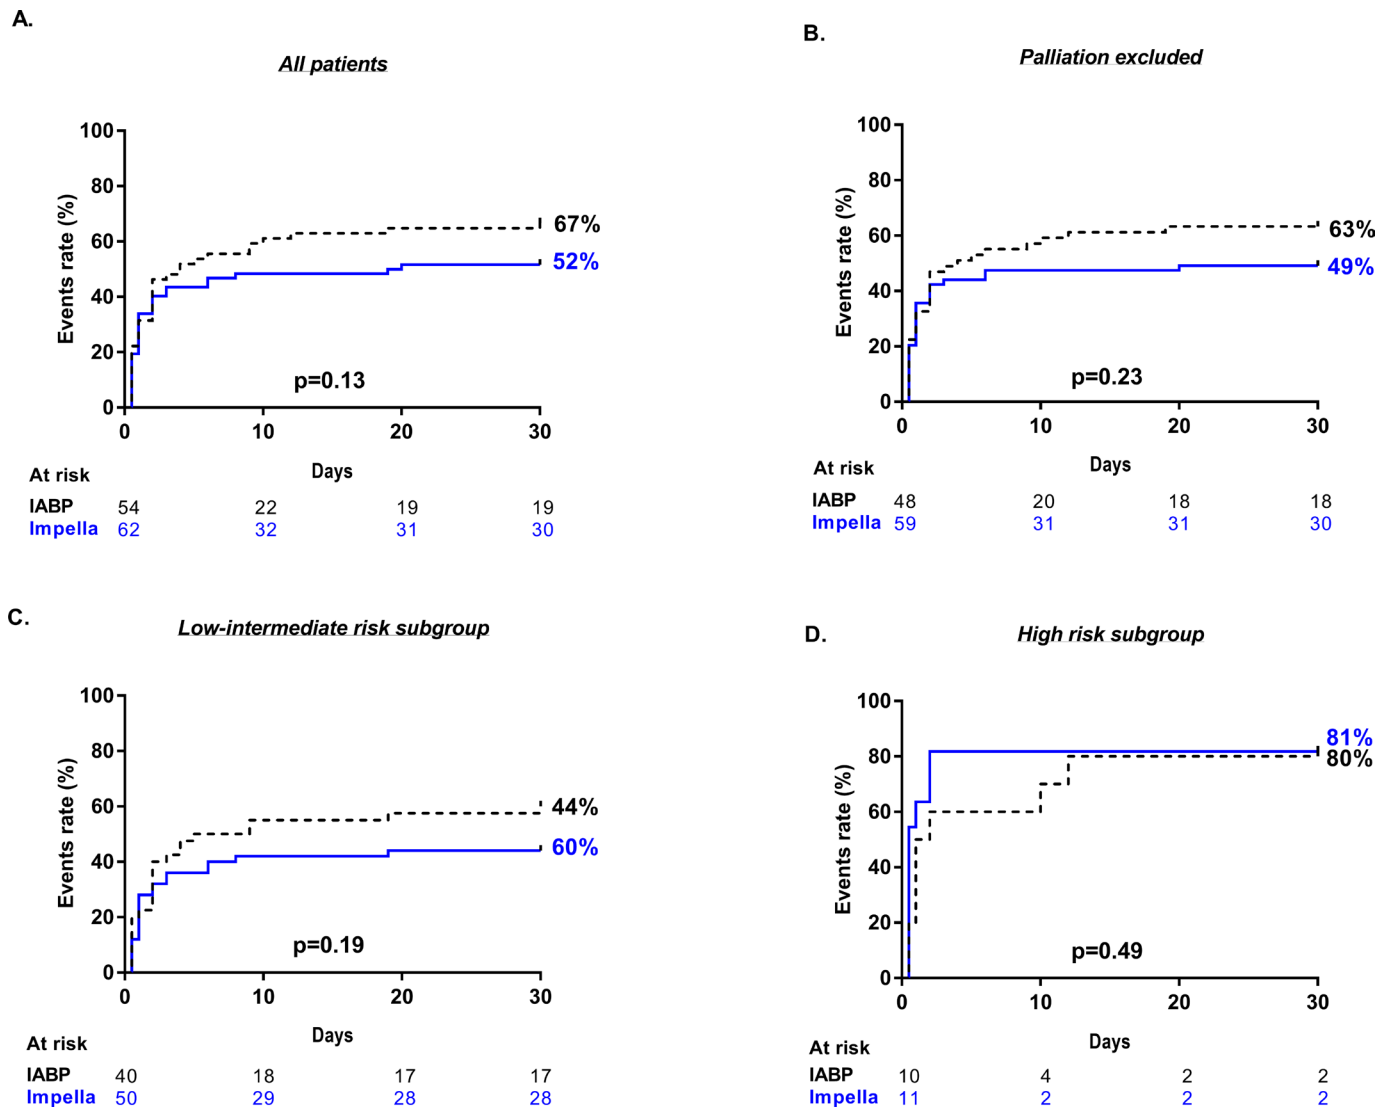 A.
All patients
100
80
60
40
20
0
Events rate (%)
67%
52%
p=0.13
0 10 20 30
Days
At risk
IABP 54 22 19 19
Impella 62 32 31 30
B.
Palliation excluded
100
80
60
40
20
0
Events rate (%)
63%
49%
p=0.23
0 10 20 30
Days
At risk
IABP 48 20 18 18
Impella 59 31 31 30
C.
Low-intermediate risk subgroup
100
80
60
40
20
0
Events rate (%)
44%
60%
p=0.19
0 10 20 30
Days
At risk
IABP 40 18 17 17
Impella 50 29 28 28
D.
High risk subgroup
100
80
60
40
20
0
Events rate (%)
81%
80%
p=0.49
0 10 20 30
Days
At risk
IABP 10 4 2 2
Impella 11 2 2 2